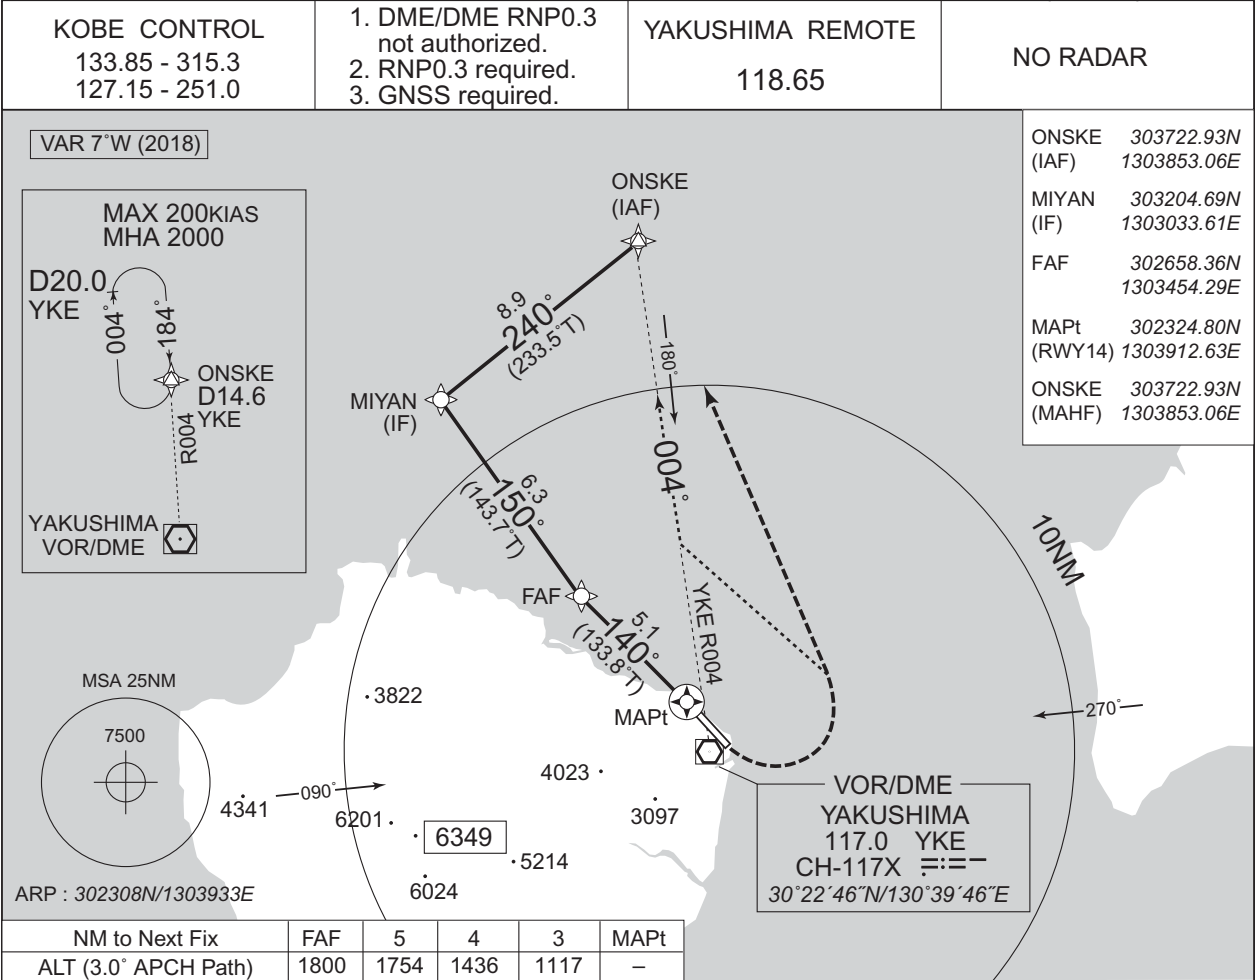 KOBE CONTROL
133.85 - 315.3
127.15 - 251.0
1. DME/DME RNP0.3
not authorized.
2. RNP0.3 required.
3. GNSS required.
YAKUSHIMA REMOTE
118.65
NO RADAR
VAR 7°W (2018)
ONSKE 303722.93N
(IAF) 1303853.06E
MIYAN 303204.69N
(IF) 1303033.61E
FAF 302658.36N
1303454.29E
MAPt 302324.80N
(RWY14) 1303912.63E
ONSKE 303722.93N
(MAHF) 1303853.06E
MAX 200KIAS
MHA 2000
D20.0
YKE
004°
184°
ONSKE
D14.6
YKE
R004
YAKUSHIMA
VOR/DME
ONSKE
(IAF)
8.9
240°
(233.5°T)
180°
MIYAN
(IF)
004°
6.3
150°
(143.7°T)
10NM
FAF
YKE R004
5.1
140°
(133.8°T)
MAPt
MSA 25NM
7500
3822
270°
4023
4341
090°
6201
3097
6349
5214
6024
VOR/DME
YAKUSHIMA
117.0 YKE
CH-117X
30°22´46˝N/130°39´46˝E
ARP : 302308N/1303933E
NM to Next Fix FAF 5 4 3 MAPt
ALT (3.0° APCH Path) 1800 1754 1436 1117 –